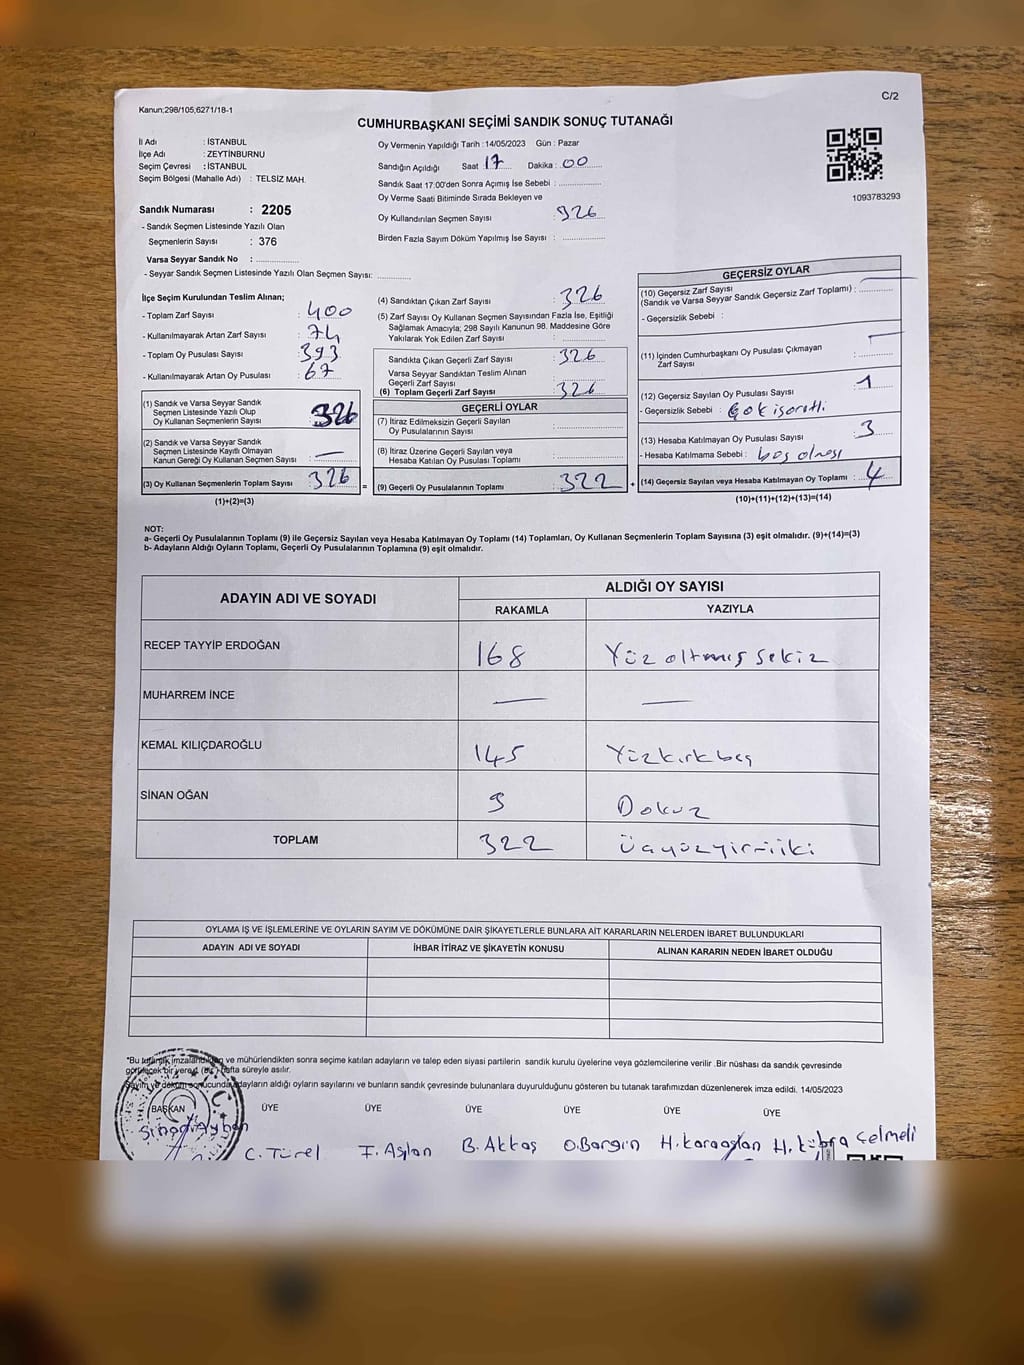 Kanun;298/105,6271/18-1
C/2
CUMHURBAŞKANI SEÇİMİ SANDIK SONUÇ TUTANAĞI
İl Adı : İSTANBUL
İlçe Adı : ZEYTİNBURNU
Seçim Çevresi : İSTANBUL
Seçim Bölgesi (Mahalle Adı) : TELSİZ MAH.
Sandık Numarası : 2205
- Sandık Seçmen Listesinde Yazılı Olan
Seçmenlerin Sayısı : 376
Varsa Seyyar Sandık No :
- Seyyar Sandık Seçmen Listesinde Yazılı Olan Seçmen Sayısı:
Oy Vermenin Yapıldığı Tarih :14/05/2023 Gün : Pazar
Sandığın Açıldığı Saat 17 Dakika : 00
Sandık Saat 17:00'den Sonra Açımış İse Sebebi :
Oy Verme Saati Bitiminde Sırada Bekleyen ve
Oy Kullandırılan Seçmen Sayısı : 326
Birden Fazla Sayım Döküm Yapılmış İse Sayısı :
1093783293
İlçe Seçim Kurulundan Teslim Alınan;
- Toplam Zarf Sayısı : 400
- Kullanılmayarak Artan Zarf Sayısı : 74
- Toplam Oy Pusulası Sayısı : 393
- Kullanılmayarak Artan Oy Pusulası : 67
(1) Sandık ve Varsa Seyyar Sandık
Seçmen Listesinde Yazılı Olup
Oy Kullanan Seçmenlerin Sayısı : 326
(2) Sandık ve Varsa Seyyar Sandık
Seçmen Listesinde Kayıtlı Olmayan
Kanun Gereği Oy Kullanan Seçmen Sayısı : —
(3) Oy Kullanan Seçmenlerin Toplam Sayısı : 326
(1)+(2)=(3)
=
(4) Sandıktan Çıkan Zarf Sayısı : 326
(5) Zarf Sayısı Oy Kullanan Seçmen Sayısından Fazla İse, Eşitliği
Sağlamak Amacıyla; 298 Sayılı Kanunun 98. Maddesine Göre
Yakılarak Yok Edilen Zarf Sayısı :
Sandıkta Çıkan Geçerli Zarf Sayısı : 326
Varsa Seyyar Sandıktan Teslim Alınan
Geçerli Zarf Sayısı :
(6) Toplam Geçerli Zarf Sayısı : 326
GEÇERLİ OYLAR
(7) İtiraz Edilmeksizin Geçerli Sayılan
Oy Pusulalarının Sayısı :
(8) İtiraz Üzerine Geçerli Sayılan veya
Hesaba Katılan Oy Pusulası Toplamı :
(9) Geçerli Oy Pusulalarının Toplamı : 322
+
GEÇERSİZ OYLAR
(10) Geçersiz Zarf Sayısı
(Sandık ve Varsa Seyyar Sandık Geçersiz Zarf Toplamı) : —
- Geçersizlik Sebebi :
(11) İçinden Cumhurbaşkanı Oy Pusulası Çıkmayan
Zarf Sayısı : —
(12) Geçersiz Sayılan Oy Pusulası Sayısı : 1
- Geçersizlik Sebebi : Çok işaretli
(13) Hesaba Katılmayan Oy Pusulası Sayısı : 3
- Hesaba Katılmama Sebebi : boş olması
(14) Geçersiz Sayılan veya Hesaba Katılmayan Oy Toplamı : 4
(10)+(11)+(12)+(13)=(14)
NOT:
a- Geçerli Oy Pusulalarının Toplamı (9) ile Geçersiz Sayılan veya Hesaba Katılmayan Oy Toplamı (14) Toplamları, Oy Kullanan Seçmenlerin Toplam Sayısına (3) eşit olmalıdır. (9)+(14)=(3)
b- Adayların Aldığı Oyların Toplamı, Geçerli Oy Pusulalarının Toplamına (9) eşit olmalıdır.
ADAYIN ADI VE SOYADI
ALDIĞI OY SAYISI
RAKAMLA YAZIYLA
RECEP TAYYİP ERDOĞAN 168 Yüz altmış sekiz
MUHARREM İNCE — —
KEMAL KILIÇDAROĞLU 145 Yüzkırkbeş
SİNAN OĞAN 9 Dokuz
TOPLAM 322 Üçyüzyirmiiki
OYLAMA İŞ VE İŞLEMLERİNE VE OYLARIN SAYIM VE DÖKÜMÜNE DAİR ŞİKAYETLERLE BUNLARA AİT KARARLARIN NELERDEN İBARET BULUNDUKLARI
ADAYIN ADI VE SOYADI İHBAR İTİRAZ VE ŞİKAYETİN KONUSU ALINAN KARARIN NEDEN İBARET OLDUĞU
*Bu tutanak imzalandıktan ve mühürlendikten sonra seçime katılan adayların ve talep eden siyasi partilerin sandık kurulu üyelerine veya gözlemcilerine verilir .Bir nüshası da sandık çevresinde
görülecek bir yere (Bir) hafta süreyle asılır.
Sayım ve döküm sonucunda adayların aldığı oyların sayılarını ve bunların sandık çevresinde bulunanlara duyurulduğunu gösteren bu tutanak tarafımızdan düzenlenerek imza edildi. 14/05/2023
BAŞKAN ÜYE ÜYE ÜYE ÜYE ÜYE ÜYE
C. Türel F. Aslan B. Akkaş O.Bargın H. Karaaslan H. Kübra Çelmeli